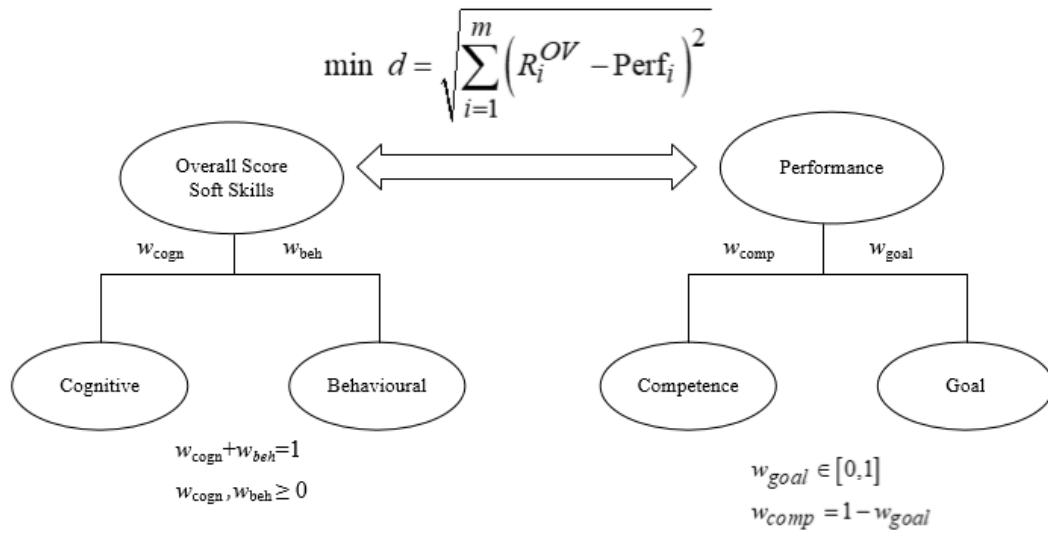 min d = √∑_{i=1}^{m} (R_i^{OV} − Perf_i)^2
Overall Score
Soft Skills
Performance
w_cogn
w_beh
w_comp
w_goal
Cognitive
Behavioural
Competence
Goal
w_cogn+w_beh=1
w_cogn,w_beh ≥ 0
w_goal ∈ [0,1]
w_comp = 1 − w_goal